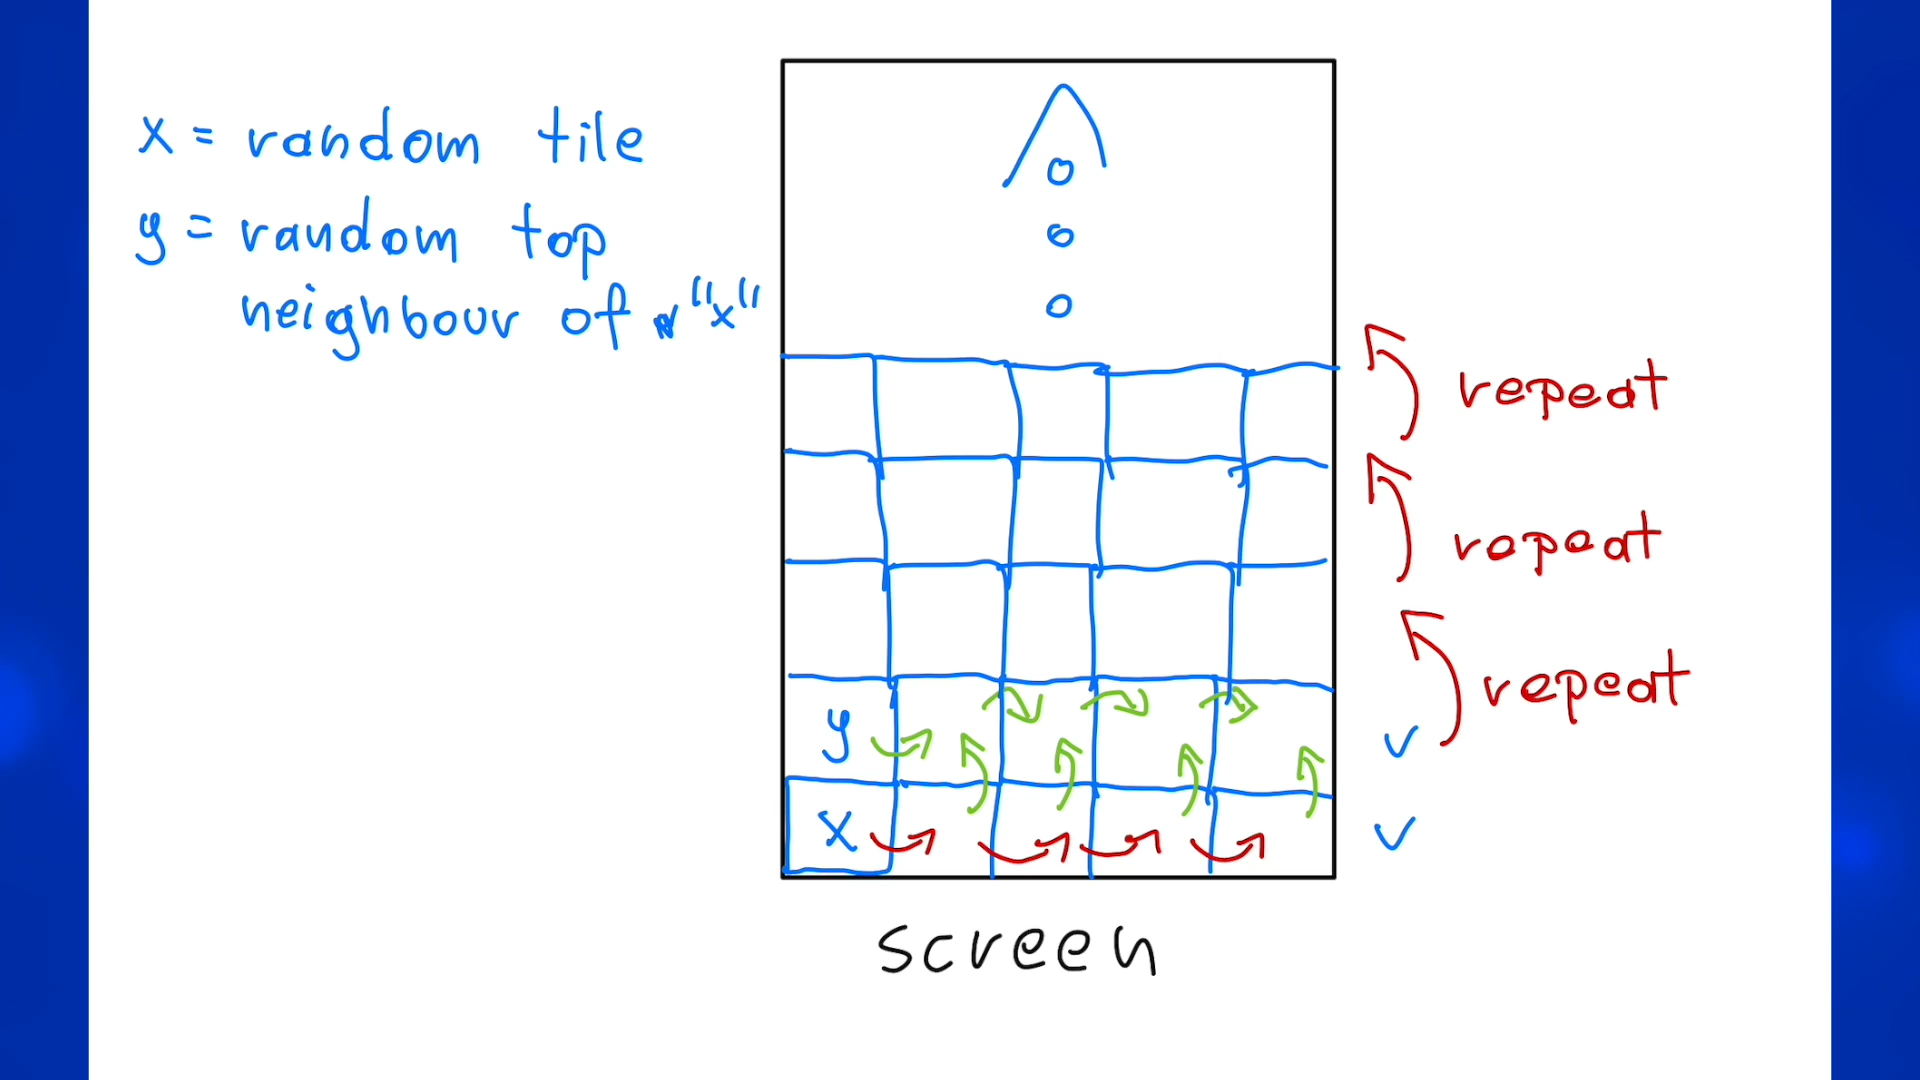 x = random tile
y = random top
neighbour of "x"
repeat
repeat
repeat
y
x
screen